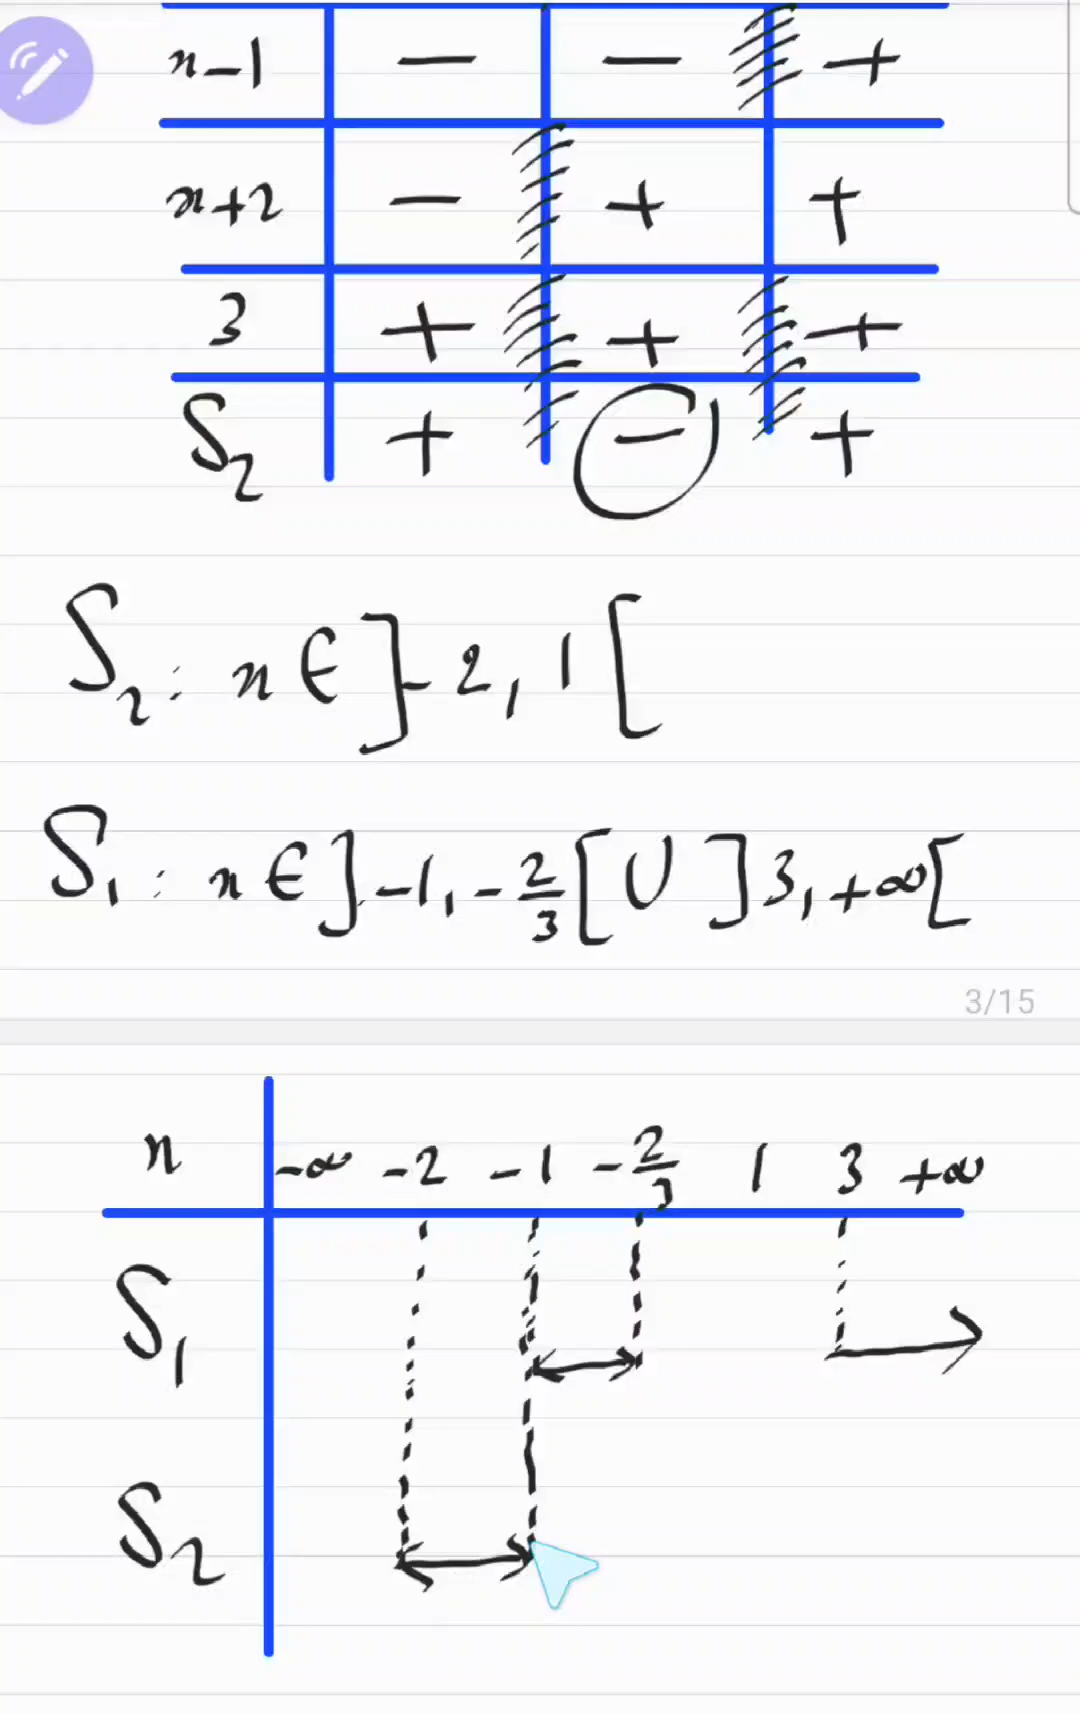 x-1 - - +
x+2 - + +
3 + + +
S₂ + - +
S₂: x ∈ ]-2, 1[
S₁: x ∈ ]-1, -2/3[ U ]3, +∞[
3/15
x -∞ -2 -1 -2/3 1 3 +∞
S₁
S₂